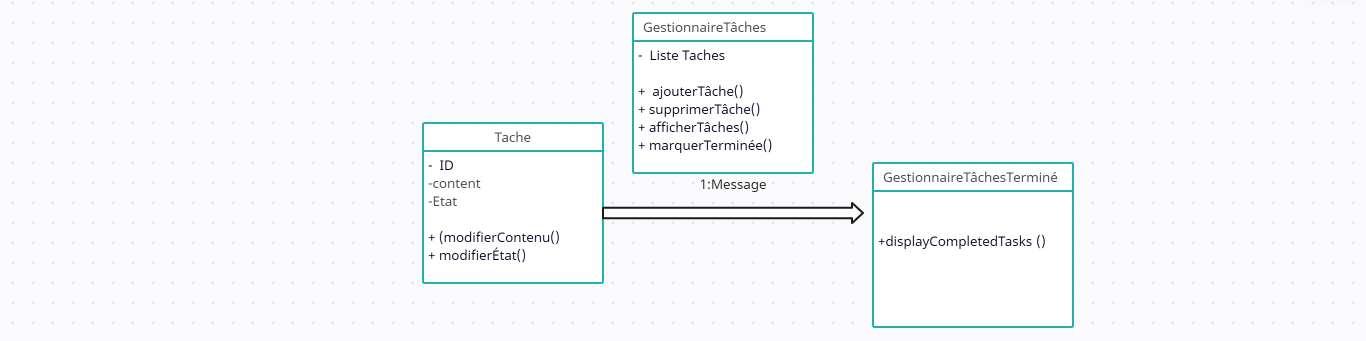 GestionnaireTâches
- Liste Taches
+ ajouterTâche()
+ supprimerTâche()
+ afficherTâches()
+ marquerTerminée()
Tache
- ID
-content
-Etat
+ (modifierContenu()
+ modifierÉtat()
1:Message
GestionnaireTâchesTerminé
+displayCompletedTasks ()